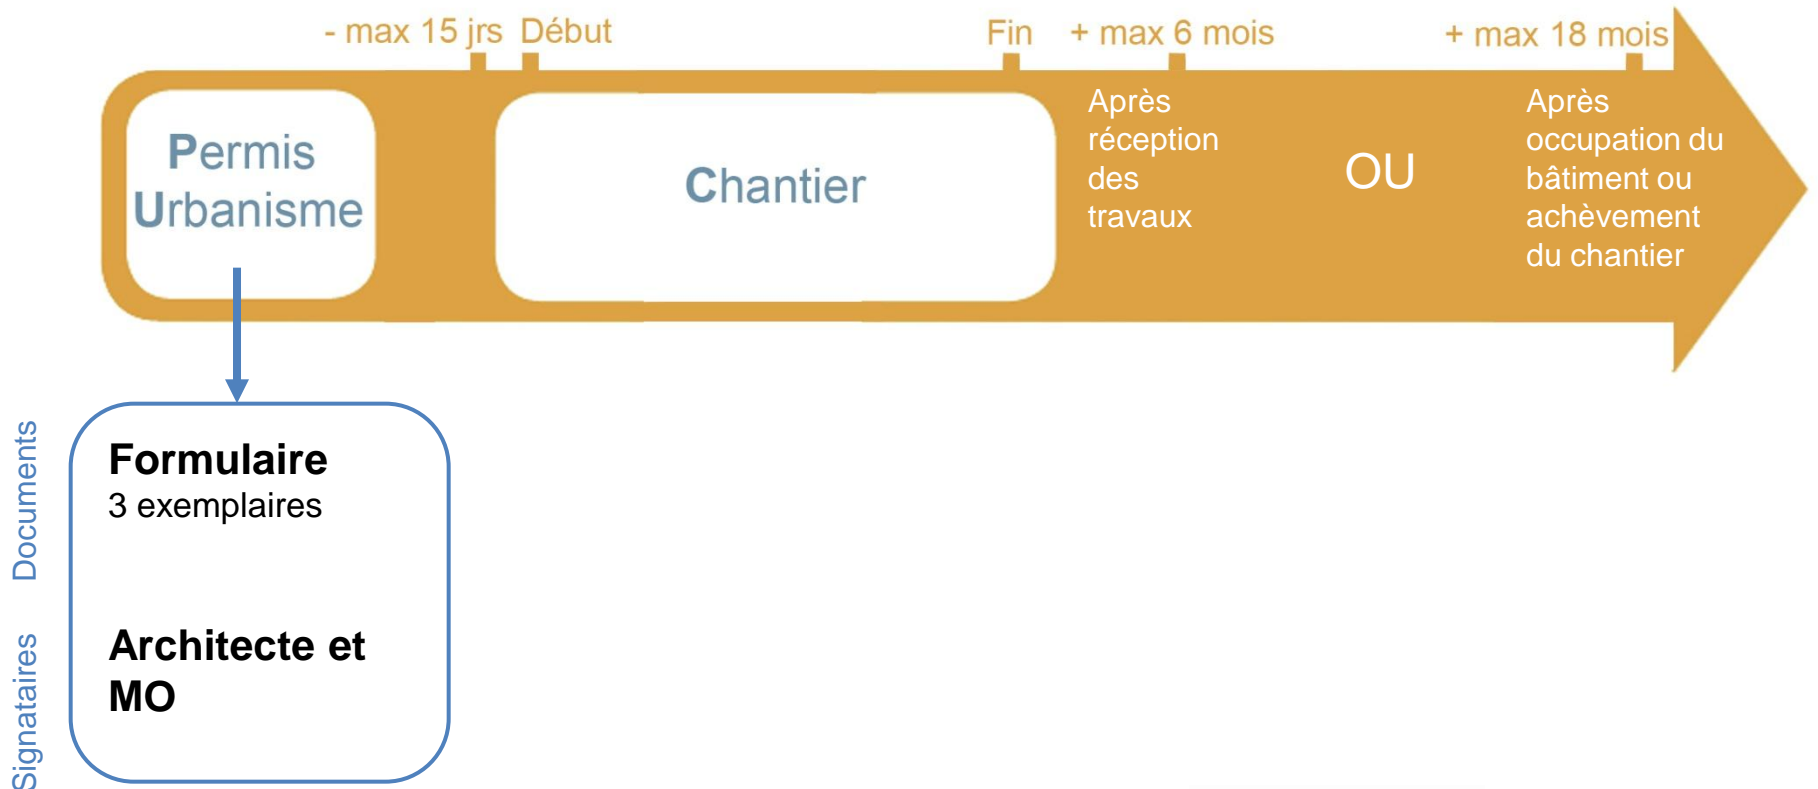 - max 15 jrs
Début
Fin
+ max 6 mois
+ max 18 mois
Permis
Urbanisme
Chantier
Après
réception
des
travaux
OU
Après
occupation du
bâtiment ou
achèvement
du chantier
Documents
Formulaire
3 exemplaires
Signataires
Architecte et
MO